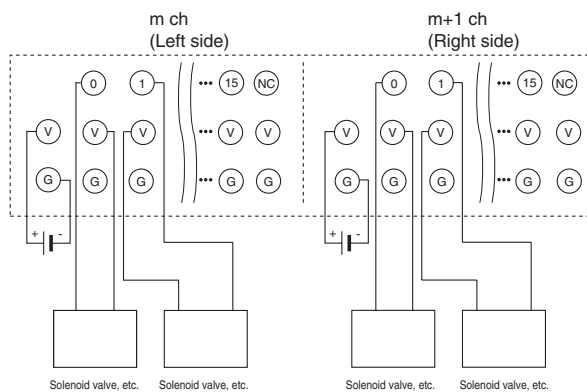 m ch
(Left side)
m+1 ch
(Right side)
0 1 ••• 15 NC 0 1 ••• 15 NC
V V V ••• V V V V V ••• V V
G G G ••• G G G G G ••• G G
+ - + -
Solenoid valve, etc. Solenoid valve, etc. Solenoid valve, etc. Solenoid valve, etc.